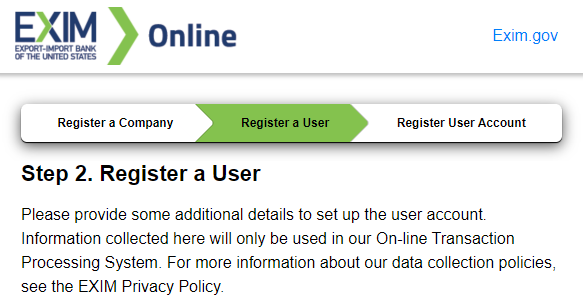 EXIM
EXPORT-IMPORT BANK
OF THE UNITED STATES
Online
Exim.gov
Register a Company
Register a User
Register User Account
Step 2. Register a User
Please provide some additional details to set up the user account.
Information collected here will only be used in our On-line Transaction
Processing System. For more information about our data collection policies,
see the EXIM Privacy Policy.